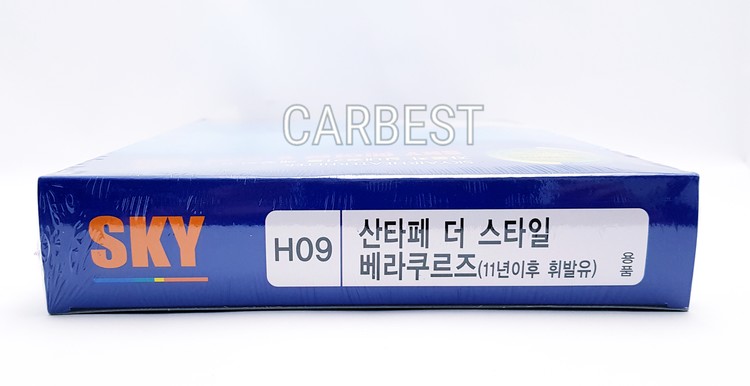 CARBEST
SKY
H09
산타페 더 스타일
베라쿠르즈(11년이후 휘발유)
용품